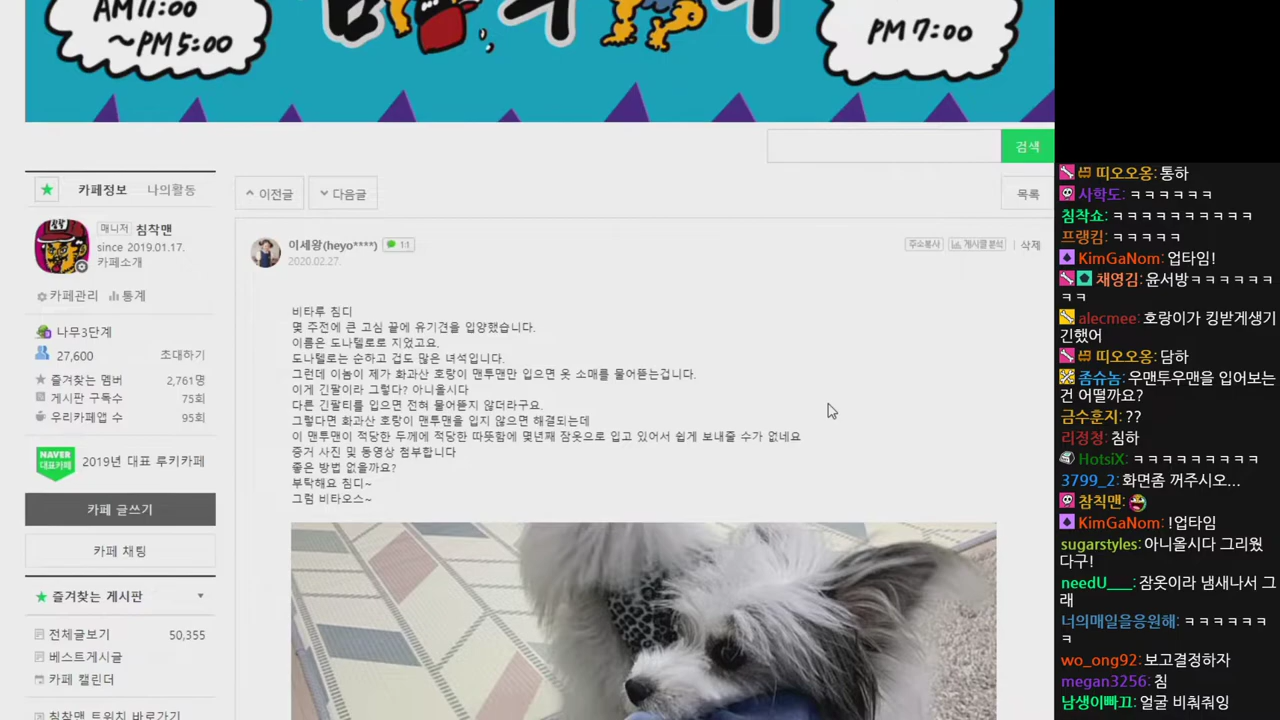 AM 11:00
~PM 5:00
PM 7:00
검색
카페정보 나의활동
이전글 다음글 목록
매니저 침착맨
since 2019.01.17.
카페소개
이세왕(heyo****) 11
2020.02.27.
주소복사 게시글 분석 삭제
카페관리 통계
나무3단계
27,600 초대하기
즐겨찾는 멤버 2,761명
게시판 구독수 75회
우리카페앱 수 95회
NAVER
대표카페
2019년 대표 루키카페
카페 글쓰기
카페 채팅
즐겨찾는 게시판
전체글보기 50,355
베스트게시글
카페 캘린더
침착맨 트위치 바로가기
비타루 침디
몇 주전에 큰 고심 끝에 유기견을 입양했습니다.
이름은 도나텔로로 지었고요.
도나텔로는 순하고 겁도 많은 녀석입니다.
그런데 이놈이 제가 화과산 호랑이 맨투맨만 입으면 옷 소매를 물어뜯는겁니다.
이게 긴팔이라 그렇다? 아니올시다
다른 긴팔티를 입으면 전혀 물어뜯지 않더라구요.
그렇다면 화과산 호랑이 맨투맨을 입지 않으면 해결되는데
이 맨투맨이 적당한 두께에 적당한 따뜻함에 몇년째 잠옷으로 입고 있어서 쉽게 보내줄 수가 없네요
증거 사진 및 동영상 첨부합니다
좋은 방법 없을까요?
부탁해요 침디~
그럼 비타오스~
띠오오옹: 통하
사학도: ㅋㅋㅋㅋㅋㅋ
침착쇼: ㅋㅋㅋㅋㅋㅋㅋㅋㅋㅋ
프랭킴: ㅋㅋㅋㅋㅋ
KimGaNom: 업타임!
채영김: 윤서방ㅋㅋㅋㅋㅋㅋ
ㅋㅋ
alecmee: 호랑이가 킹받게생기
긴했어
띠오오옹: 담하
좀슈놈: 우맨투우맨을 입어보는
건 어떨까요?
금수훈지: ??
리정청: 침하
HotsiX: ㅋㅋㅋㅋㅋㅋㅋㅋㅋ
3799_2: 화면좀 꺼주시오...
참칙맨:
KimGaNom: !업타임
sugarstyles: 아니올시다 그리웠
다구!
needU___: 잠옷이라 냄새나서 그
래
너의매일을응원해: ㅋㅋㅋㅋㅋㅋ
ㅋ
wo_ong92: 보고결정하자
megan3256: 침
남생이빠끄: 얼굴 비춰줘잉